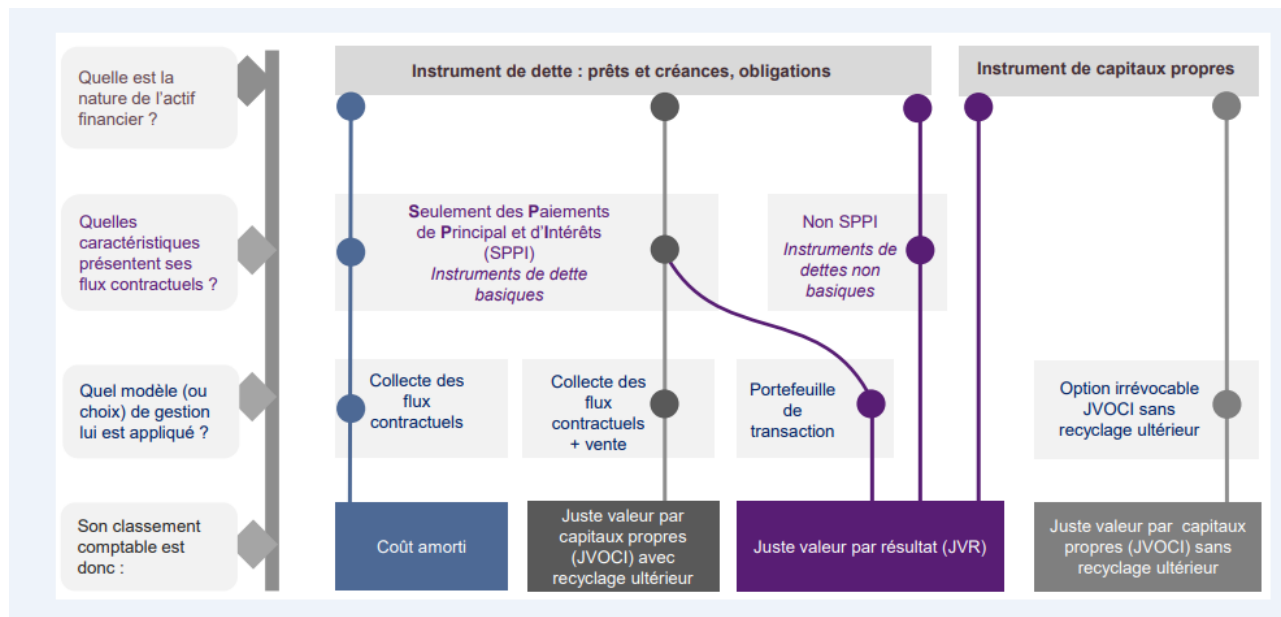 Quelle est la
nature de l'actif
financier ?
Instrument de dette : prêts et créances, obligations
Instrument de capitaux propres
Quelles
caractéristiques
présentent ses
flux contractuels ?
Seulement des Paiements
de Principal et d'Intérêts
(SPPI)
Instruments de dette
basiques
Non SPPI
Instruments de
dettes non
basiques
Quel modèle (ou
choix) de gestion
lui est appliqué ?
Collecte des
flux
contractuels
Collecte des
flux
contractuels
+ vente
Portefeuille
de
transaction
Option irrévocable
JVOCI sans
recyclage ultérieur
Son classement
comptable est
donc :
Coût amorti
Juste valeur par
capitaux propres
(JVOCI) avec
recyclage ultérieur
Juste valeur par résultat (JVR)
Juste valeur par capitaux
propres (JVOCI) sans
recyclage ultérieur